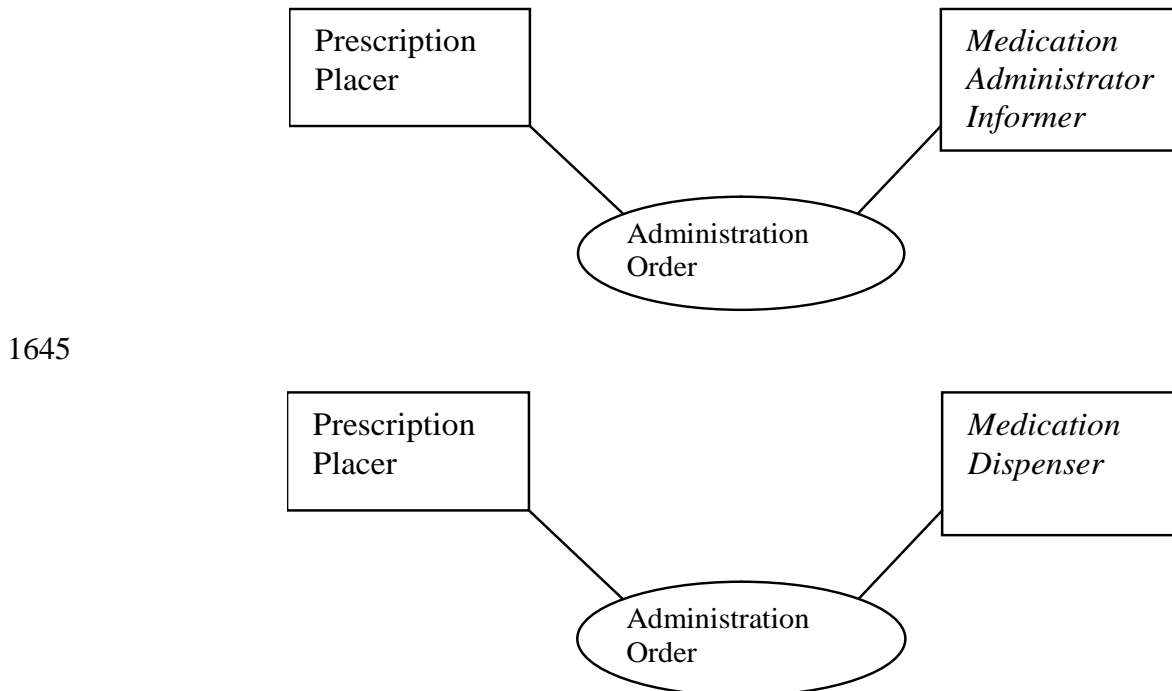 Prescription
Placer
Medication
Administrator
Informer
Administration
Order
1645
Prescription
Placer
Medication
Dispenser
Administration
Order